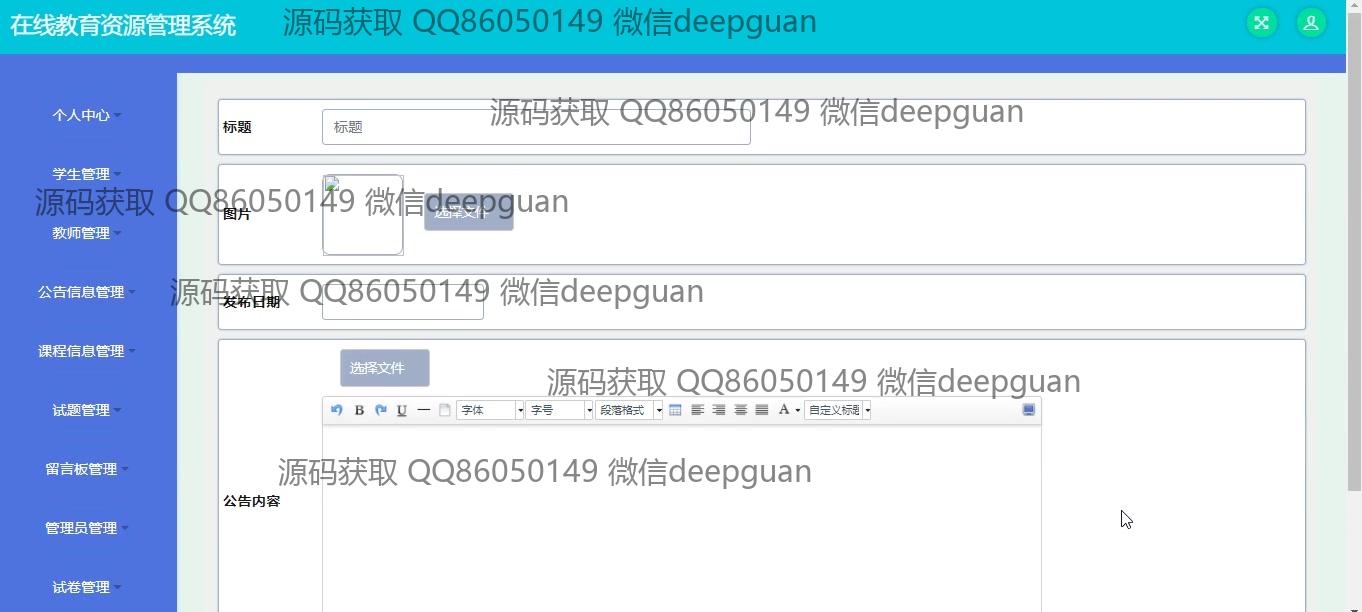 在线教育资源管理系统
源码获取 QQ86050149 微信deepguan
个人中心
学生管理
教师管理
公告信息管理
课程信息管理
试题管理
留言板管理
管理员管理
试卷管理
标题
标题
源码获取 QQ86050149 微信deepguan
图片
选择文件
源码获取 QQ86050149 微信deepguan
发布日期
源码获取 QQ86050149 微信deepguan
选择文件
源码获取 QQ86050149 微信deepguan
B U 字体 字号 段落格式 A 自定义标题
源码获取 QQ86050149 微信deepguan
公告内容